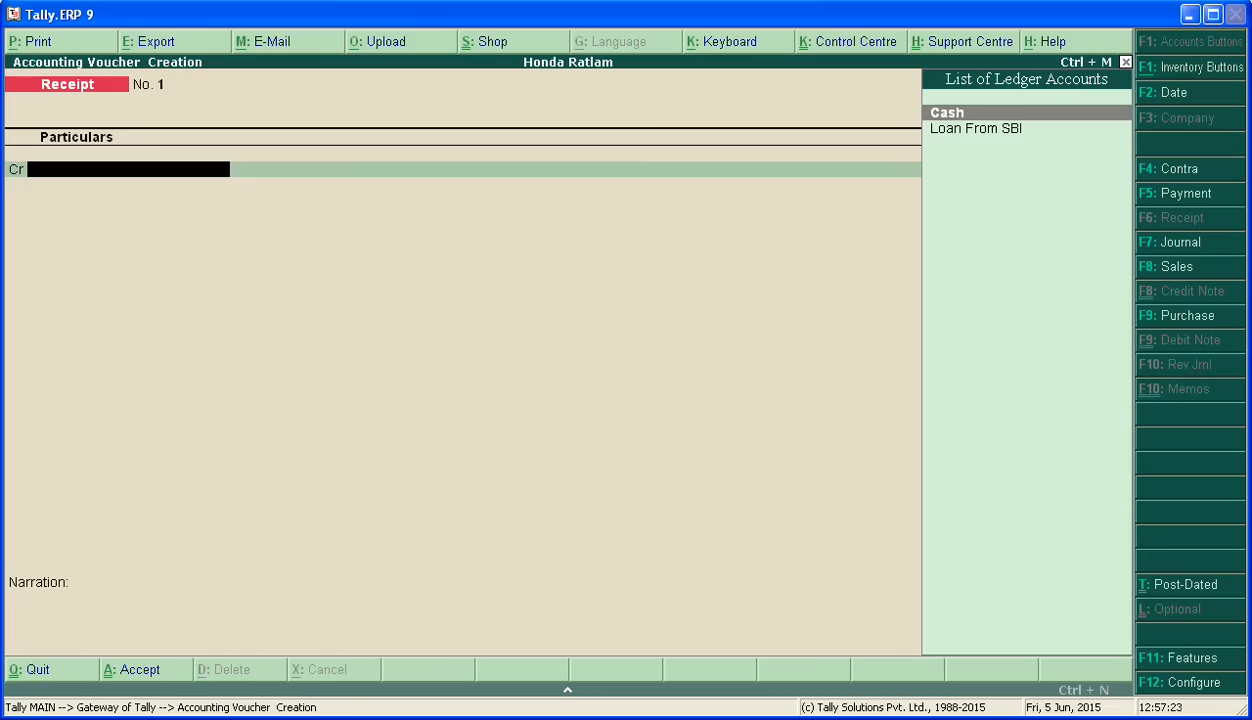 Tally.ERP 9
P: Print E: Export M: E-Mail O: Upload S: Shop G: Language K: Keyboard K: Control Centre H: Support Centre H: Help
F1: Accounts Buttons
Accounting Voucher Creation Honda Ratlam Ctrl + M
F1: Inventory Buttons
Receipt No. 1
List of Ledger Accounts
F2: Date
Cash
F3: Company
Loan From SBI
Particulars
Cr
F4: Contra
F5: Payment
F6: Receipt
F7: Journal
F8: Sales
F8: Credit Note
F9: Purchase
F9: Debit Note
F10: Rev Jrnl
F10: Memos
Narration:
T: Post-Dated
L: Optional
F11: Features
Q: Quit A: Accept D: Delete X: Cancel
F12: Configure
Ctrl + N
Tally MAIN --> Gateway of Tally --> Accounting Voucher Creation (c) Tally Solutions Pvt. Ltd., 1988-2015 Fri, 5 Jun, 2015 12:57:23